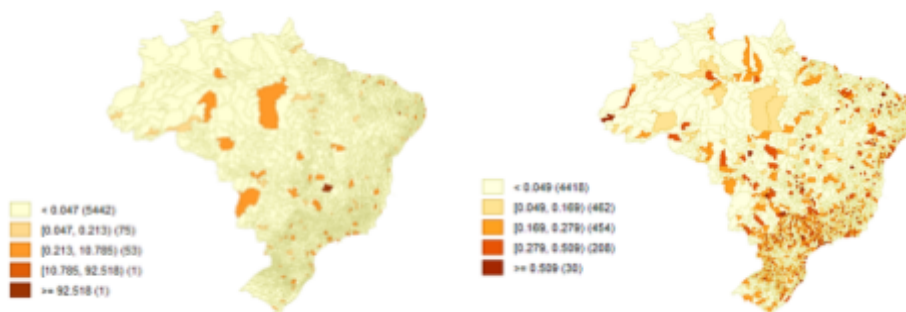 < 0.047 (5442)
[0.047, 0.213) (75)
[0.213, 10.785) (53)
[10.785, 92.518) (1)
>= 92.518 (1)
< 0.049 (4418)
[0.049, 0.169) (462)
[0.169, 0.279) (454)
[0.279, 0.509) (208)
>= 0.509 (30)